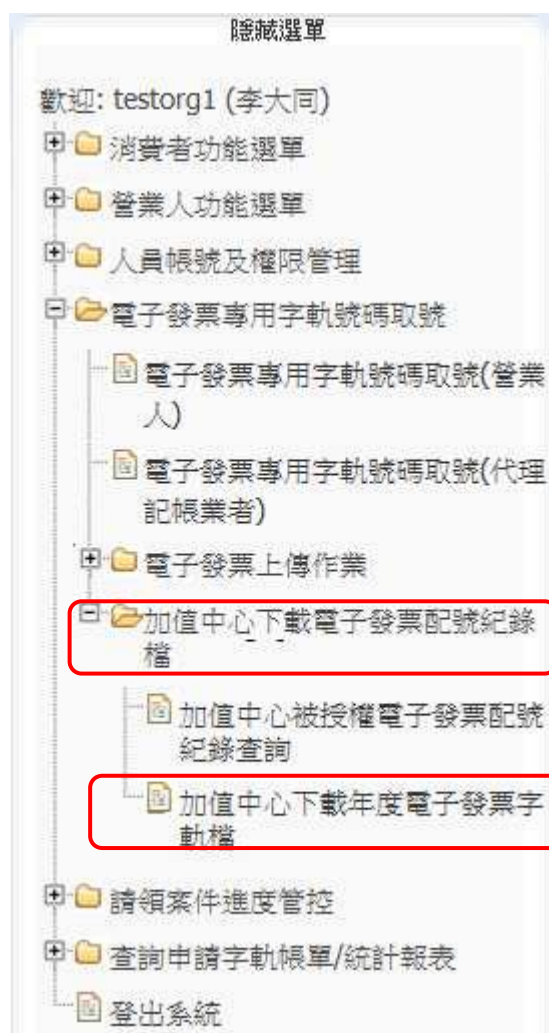 隱藏選單
歡迎: testorg1 (李大同)
消費者功能選單
營業人功能選單
人員帳號及權限管理
電子發票專用字軌號碼取號
電子發票專用字軌號碼取號(營業
人)
電子發票專用字軌號碼取號(代理
記帳業者)
電子發票上傳作業
加值中心下載電子發票配號紀錄
檔
加值中心被授權電子發票配號
紀錄查詢
加值中心下載年度電子發票字
軌檔
請領案件進度管控
查詢申請字軌帳單/統計報表
登出系統